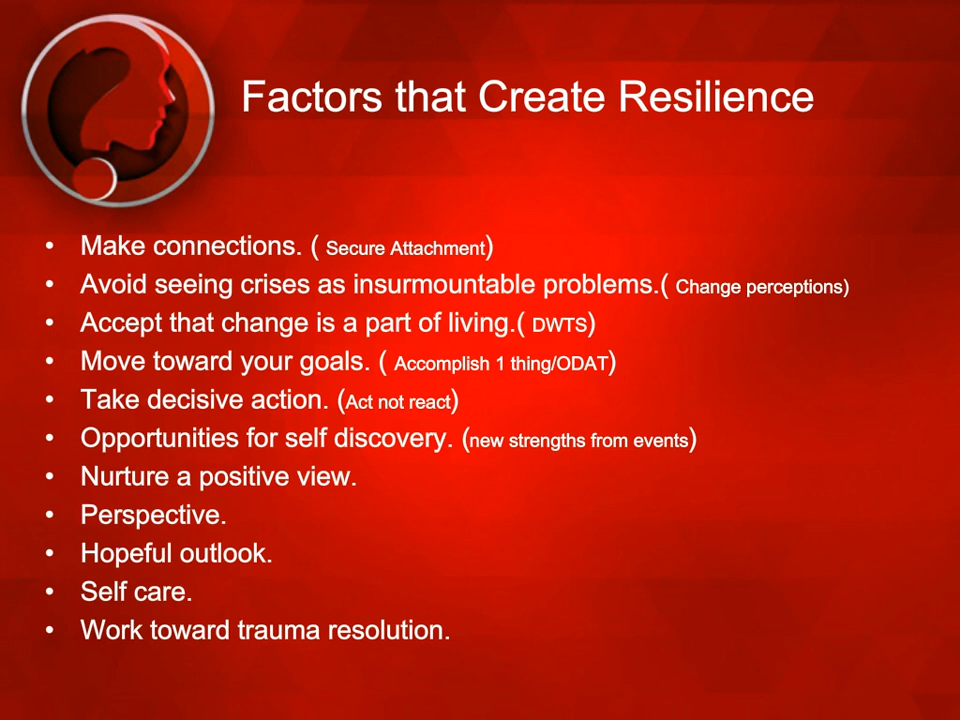 Factors that Create Resilience
• Make connections. ( Secure Attachment)
• Avoid seeing crises as insurmountable problems.( Change perceptions)
• Accept that change is a part of living.( DWTS)
• Move toward your goals. ( Accomplish 1 thing/ODAT)
• Take decisive action. (Act not react)
• Opportunities for self discovery. (new strengths from events)
• Nurture a positive view.
• Perspective.
• Hopeful outlook.
• Self care.
• Work toward trauma resolution.